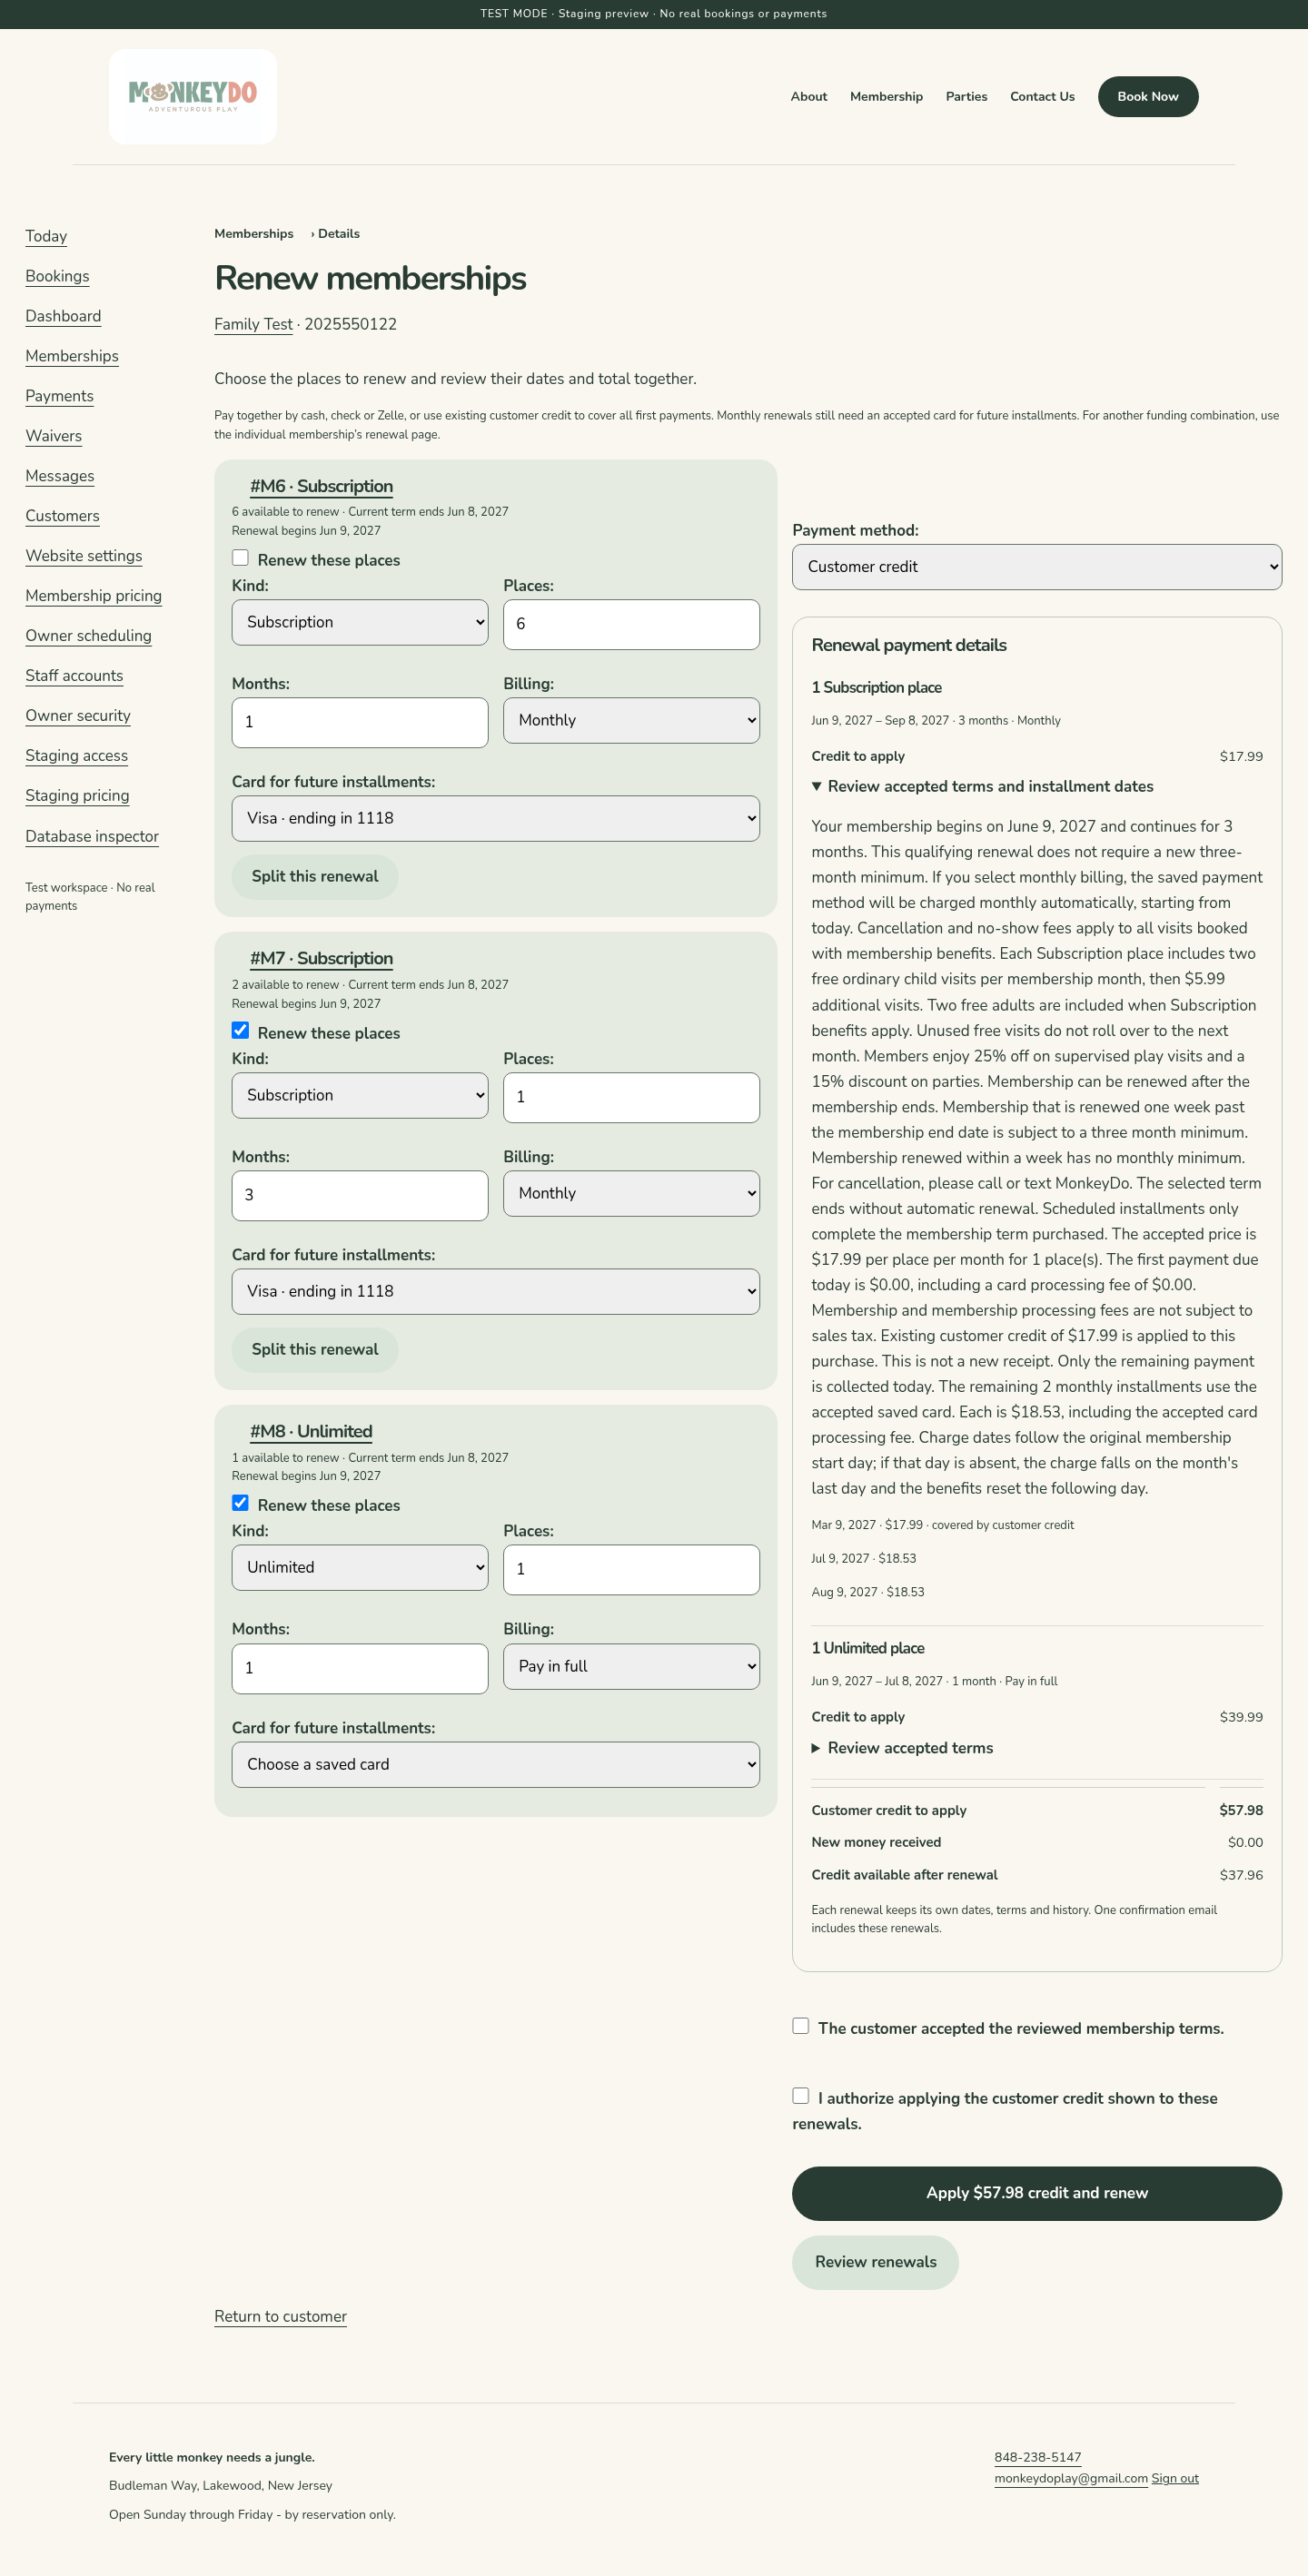 TEST MODE · Staging preview · No real bookings or payments
MONKEYDO
ADVENTUROUS PLAY
About
Membership
Parties
Contact Us
Book Now
Today
Bookings
Dashboard
Memberships
Payments
Waivers
Messages
Customers
Website settings
Membership pricing
Owner scheduling
Staff accounts
Owner security
Staging access
Staging pricing
Database inspector
Test workspace · No real
payments
Memberships › Details
Renew memberships
Family Test · 2025550122
Choose the places to renew and review their dates and total together.
Pay together by cash, check or Zelle, or use existing customer credit to cover all first payments. Monthly renewals still need an accepted card for future installments. For another funding combination, use
the individual membership's renewal page.
#M6 · Subscription
6 available to renew · Current term ends Jun 8, 2027
Renewal begins Jun 9, 2027
Renew these places
Kind:
Places:
Subscription
6
Months:
Billing:
1
Monthly
Card for future installments:
Visa · ending in 1118
Split this renewal
#M7 · Subscription
2 available to renew · Current term ends Jun 8, 2027
Renewal begins Jun 9, 2027
Renew these places
Kind:
Places:
Subscription
1
Months:
Billing:
3
Monthly
Card for future installments:
Visa · ending in 1118
Split this renewal
#M8 · Unlimited
1 available to renew · Current term ends Jun 8, 2027
Renewal begins Jun 9, 2027
Renew these places
Kind:
Places:
Unlimited
1
Months:
Billing:
1
Pay in full
Card for future installments:
Choose a saved card
Payment method:
Customer credit
Renewal payment details
1 Subscription place
Jun 9, 2027 – Sep 8, 2027 · 3 months · Monthly
Credit to apply $17.99
Review accepted terms and installment dates
Your membership begins on June 9, 2027 and continues for 3
months. This qualifying renewal does not require a new three-
month minimum. If you select monthly billing, the saved payment
method will be charged monthly automatically, starting from
today. Cancellation and no-show fees apply to all visits booked
with membership benefits. Each Subscription place includes two
free ordinary child visits per membership month, then $5.99
additional visits. Two free adults are included when Subscription
benefits apply. Unused free visits do not roll over to the next
month. Members enjoy 25% off on supervised play visits and a
15% discount on parties. Membership can be renewed after the
membership ends. Membership that is renewed one week past
the membership end date is subject to a three month minimum.
Membership renewed within a week has no monthly minimum.
For cancellation, please call or text MonkeyDo. The selected term
ends without automatic renewal. Scheduled installments only
complete the membership term purchased. The accepted price is
$17.99 per place per month for 1 place(s). The first payment due
today is $0.00, including a card processing fee of $0.00.
Membership and membership processing fees are not subject to
sales tax. Existing customer credit of $17.99 is applied to this
purchase. This is not a new receipt. Only the remaining payment
is collected today. The remaining 2 monthly installments use the
accepted saved card. Each is $18.53, including the accepted card
processing fee. Charge dates follow the original membership
start day; if that day is absent, the charge falls on the month's
last day and the benefits reset the following day.
Mar 9, 2027 · $17.99 · covered by customer credit
Jul 9, 2027 · $18.53
Aug 9, 2027 · $18.53
1 Unlimited place
Jun 9, 2027 – Jul 8, 2027 · 1 month · Pay in full
Credit to apply $39.99
Review accepted terms
Customer credit to apply $57.98
New money received $0.00
Credit available after renewal $37.96
Each renewal keeps its own dates, terms and history. One confirmation email
includes these renewals.
The customer accepted the reviewed membership terms.
I authorize applying the customer credit shown to these
renewals.
Apply $57.98 credit and renew
Review renewals
Return to customer
Every little monkey needs a jungle.
Budleman Way, Lakewood, New Jersey
Open Sunday through Friday - by reservation only.
848-238-5147
monkeydoplay@gmail.com Sign out